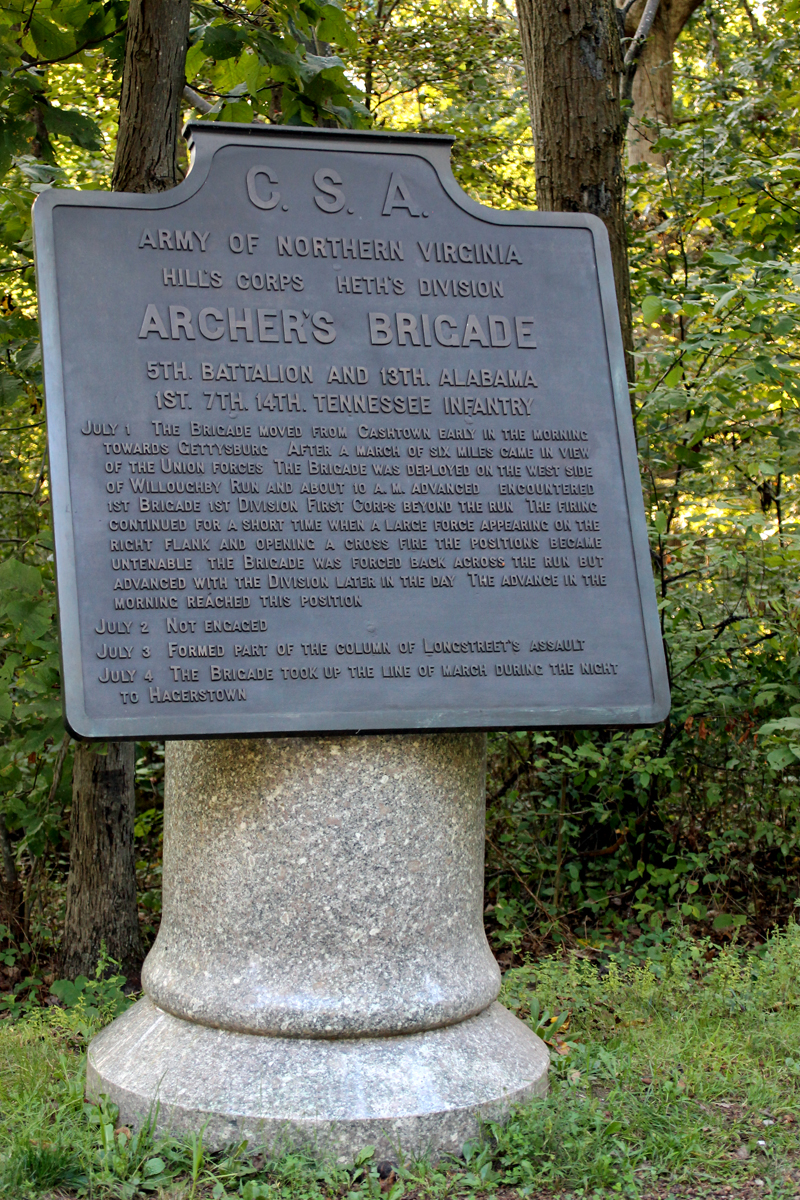 C. S. A.
ARMY OF NORTHERN VIRGINIA
HILL'S CORPS HETH'S DIVISION
ARCHER'S BRIGADE
5TH. BATTALION AND 13TH. ALABAMA
1ST. 7TH. 14TH. TENNESSEE INFANTRY
JULY 1 THE BRIGADE MOVED FROM CASHTOWN EARLY IN THE MORNING
TOWARDS GETTYSBURG AFTER A MARCH OF SIX MILES CAME IN VIEW
OF THE UNION FORCES THE BRIGADE WAS DEPLOYED ON THE WEST SIDE
OF WILLOUGHBY RUN AND ABOUT 10 A.M. ADVANCED ENCOUNTERED
1ST BRIGADE 1ST DIVISION FIRST CORPS BEYOND THE RUN THE FIRING
CONTINUED FOR A SHORT TIME WHEN A LARGE FORCE APPEARING ON THE
RIGHT FLANK AND OPENING A CROSS FIRE THE POSITIONS BECAME
UNTENABLE THE BRIGADE WAS FORCED BACK ACROSS THE RUN BUT
ADVANCED WITH THE DIVISION LATER IN THE DAY THE ADVANCE IN THE
MORNING REACHED THIS POSITION
JULY 2 NOT ENGAGED
JULY 3 FORMED PART OF THE COLUMN OF LONGSTREET'S ASSAULT
JULY 4 THE BRIGADE TOOK UP THE LINE OF MARCH DURING THE NIGHT
TO HAGERSTOWN